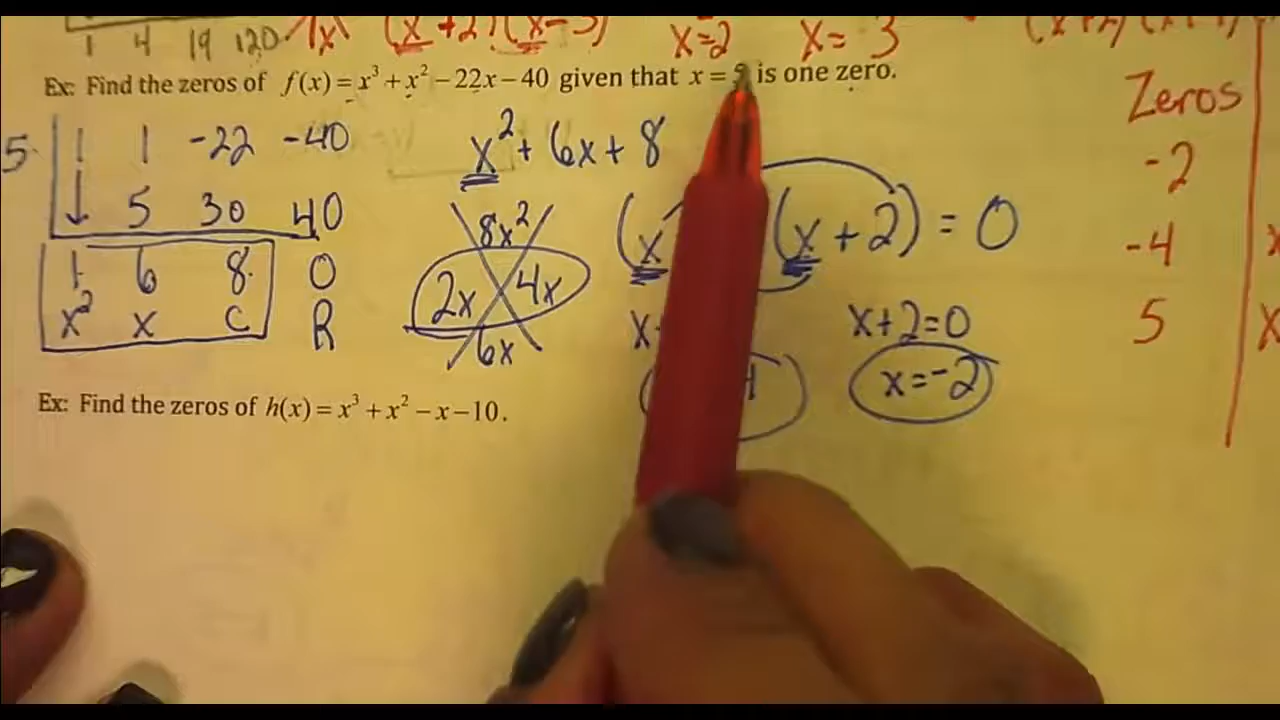 1 4 19 120 (x+2)(x-3) x=2 x= 3
Ex: Find the zeros of f(x) = x³ + x² − 22x − 40 given that x = 5 is one zero.
Zeros
5 1 1 -22 -40 x² + 6x + 8
-2
↓ 5 30 40 8x² (x (x+2) = 0
-4
1 6 8 0 2x 4x
x² x C R 6x x+2=0
5
x=-2
Ex: Find the zeros of h(x) = x³ + x² − x − 10.